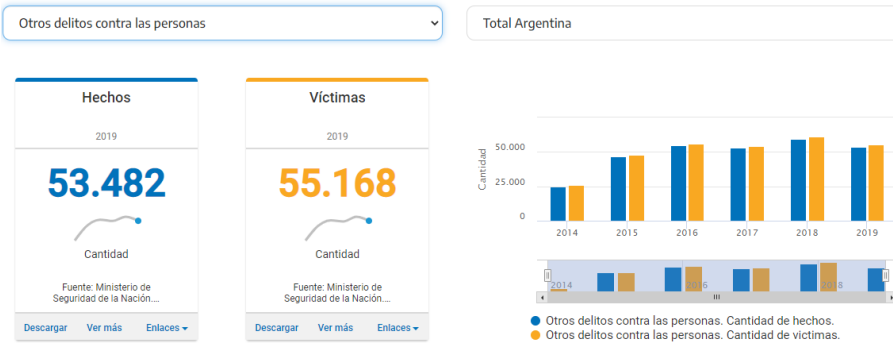 Otros delitos contra las personas
Total Argentina
Hechos
2019
53.482
Cantidad
Fuente: Ministerio de
Seguridad de la Nación....
Descargar Ver más Enlaces
Víctimas
2019
55.168
Cantidad
Fuente: Ministerio de
Seguridad de la Nación....
Descargar Ver más Enlaces
Cantidad
50.000
25.000
0
2014 2015 2016 2017 2018 2019
2014 2016 2018
Otros delitos contra las personas. Cantidad de hechos.
Otros delitos contra las personas. Cantidad de victimas.